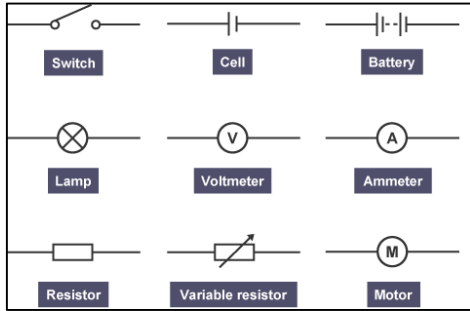 Switch
Cell
Battery
V
A
Lamp
Voltmeter
Ammeter
M
Resistor
Variable resistor
Motor